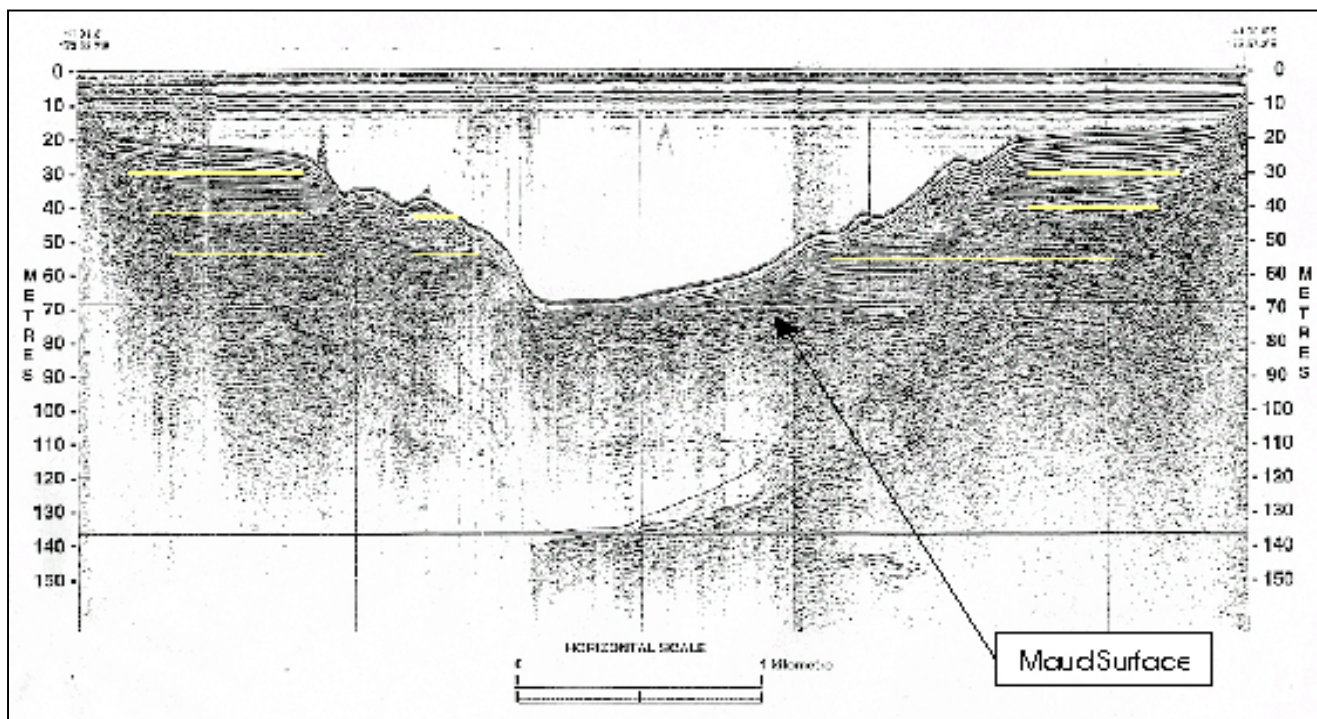 0 - - 0
10 - - 10
20 - - 20
30 - - 30
40 - - 40
50 - - 50
60 - - 60
70 - - 70
80 - - 80
90 - - 90
100 - - 100
110 - - 110
120 - - 120
130 - - 130
140 - - 140
150 - - 150
METRES
METRES
A
HORIZONTAL SCALE
0 1 kilometre
Maud Surface